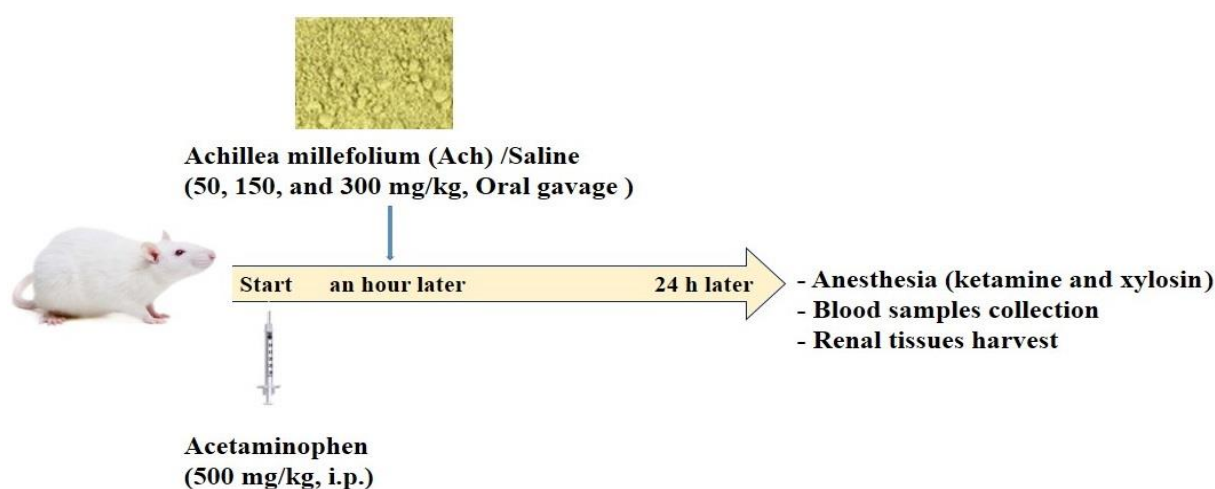 Achillea millefolium (Ach) /Saline
(50, 150, and 300 mg/kg, Oral gavage )
Start an hour later 24 h later
- Anesthesia (ketamine and xylosin)
- Blood samples collection
- Renal tissues harvest
Acetaminophen
(500 mg/kg, i.p.)